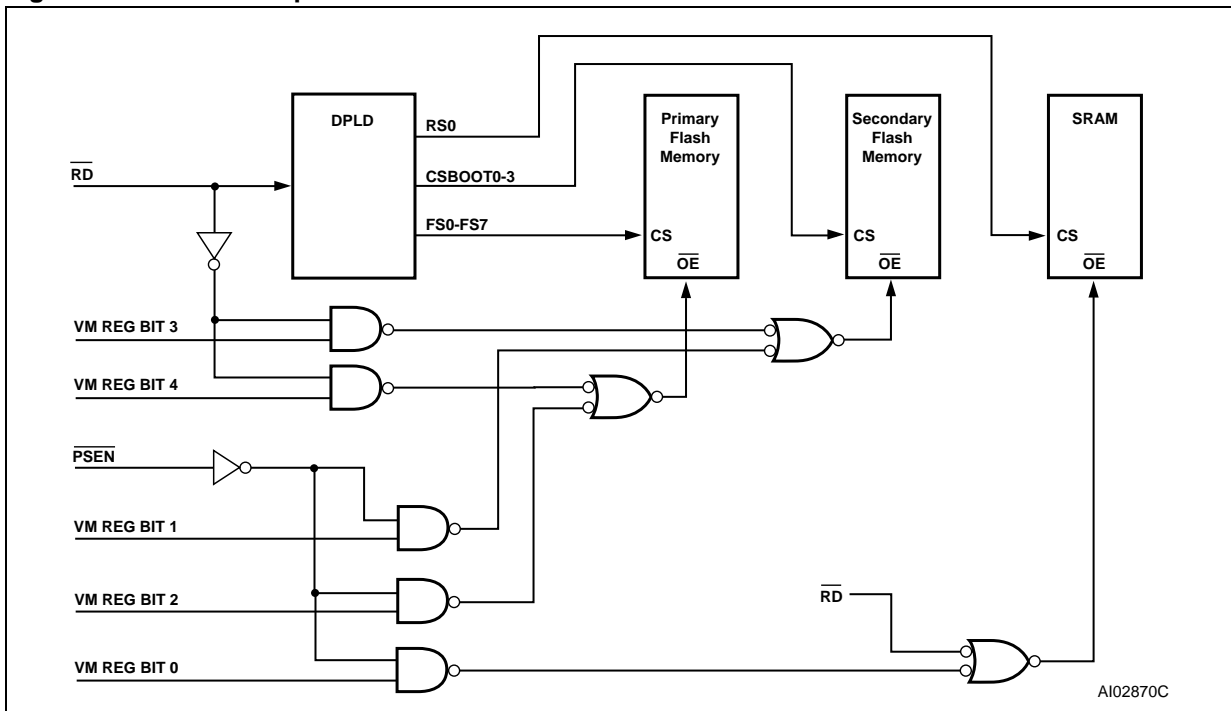 DPLD
RS0
CSBOOT0-3
FS0-FS7
Primary
Flash
Memory
CS
OE
Secondary
Flash
Memory
CS
OE
SRAM
CS
OE
RD
VM REG BIT 3
VM REG BIT 4
PSEN
VM REG BIT 1
VM REG BIT 2
VM REG BIT 0
RD
AI02870C